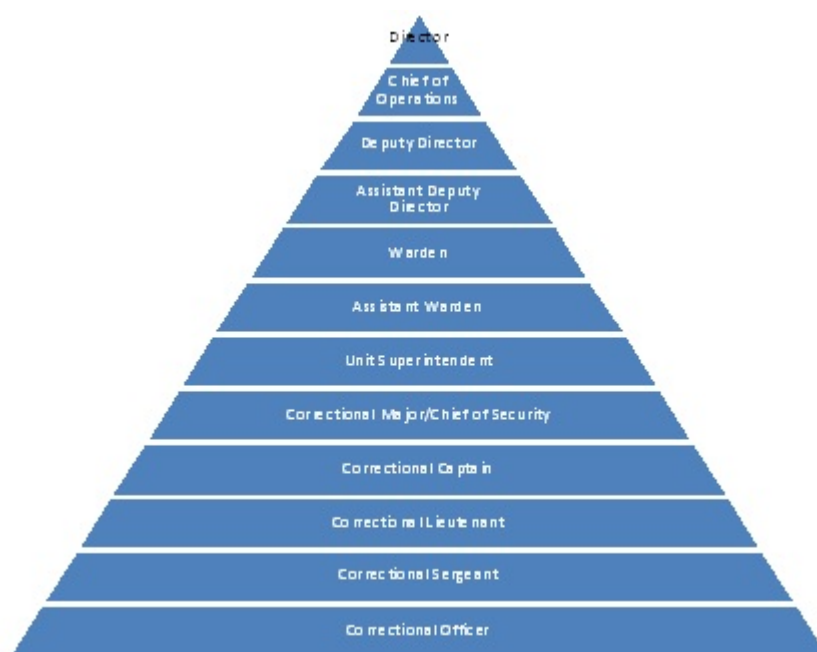 Director
Chief of
Operations
Deputy Director
Assistant Deputy
Director
Warden
Assistant Warden
Unit Superintendent
Correctional Major/Chief of Security
Correctional Captain
Correctional Lieutenant
Correctional Sergeant
Correctional Officer